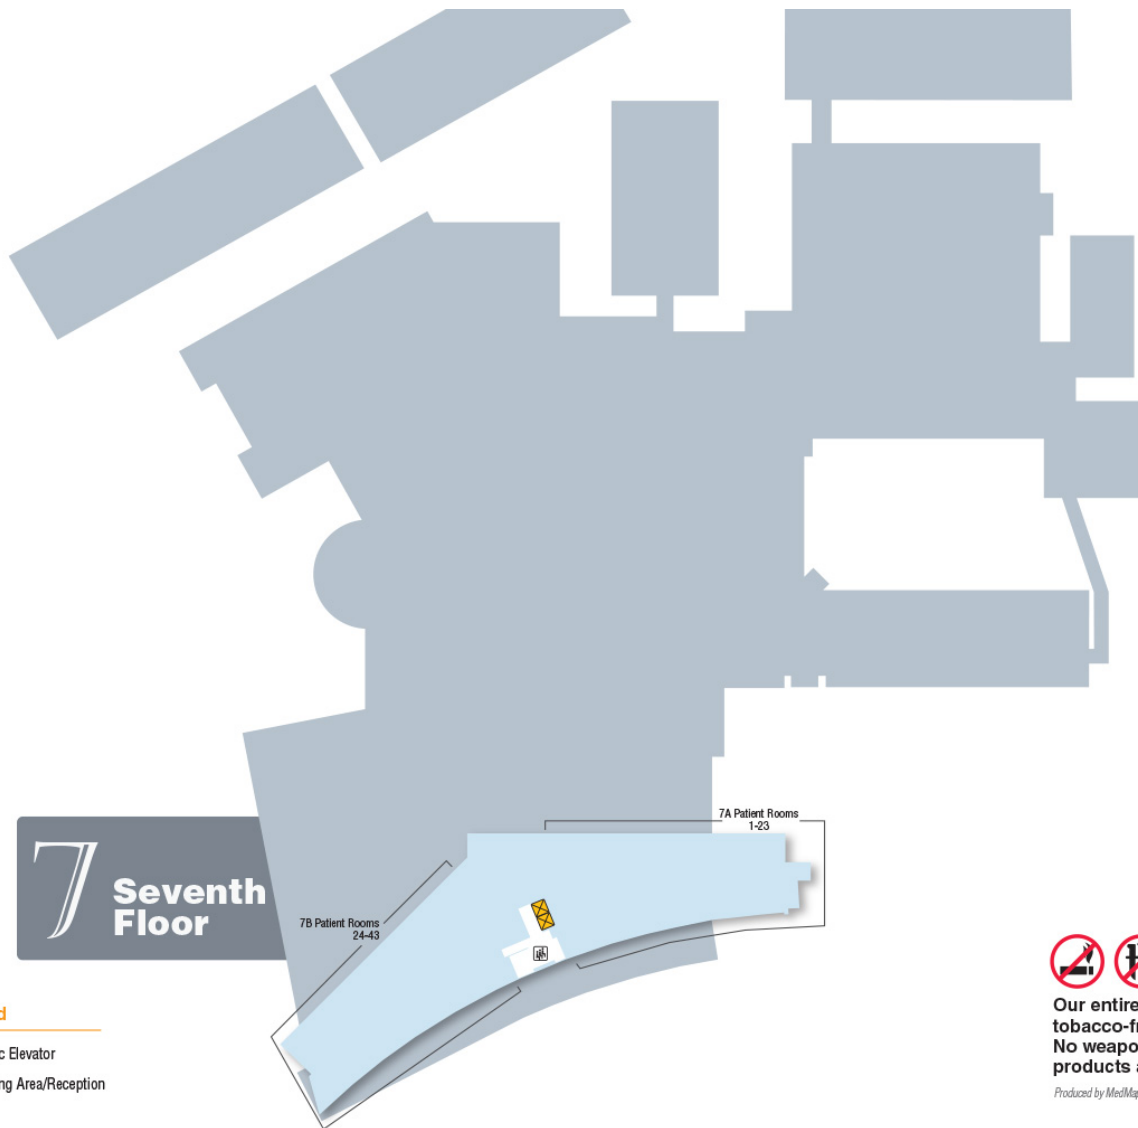 7A Patient Rooms
1-23
7 Seventh
Floor
7B Patient Rooms
24-43
d
c Elevator
ng Area/Reception
Our entire
tobacco-fr
No weapo
products a
Produced by MedMap